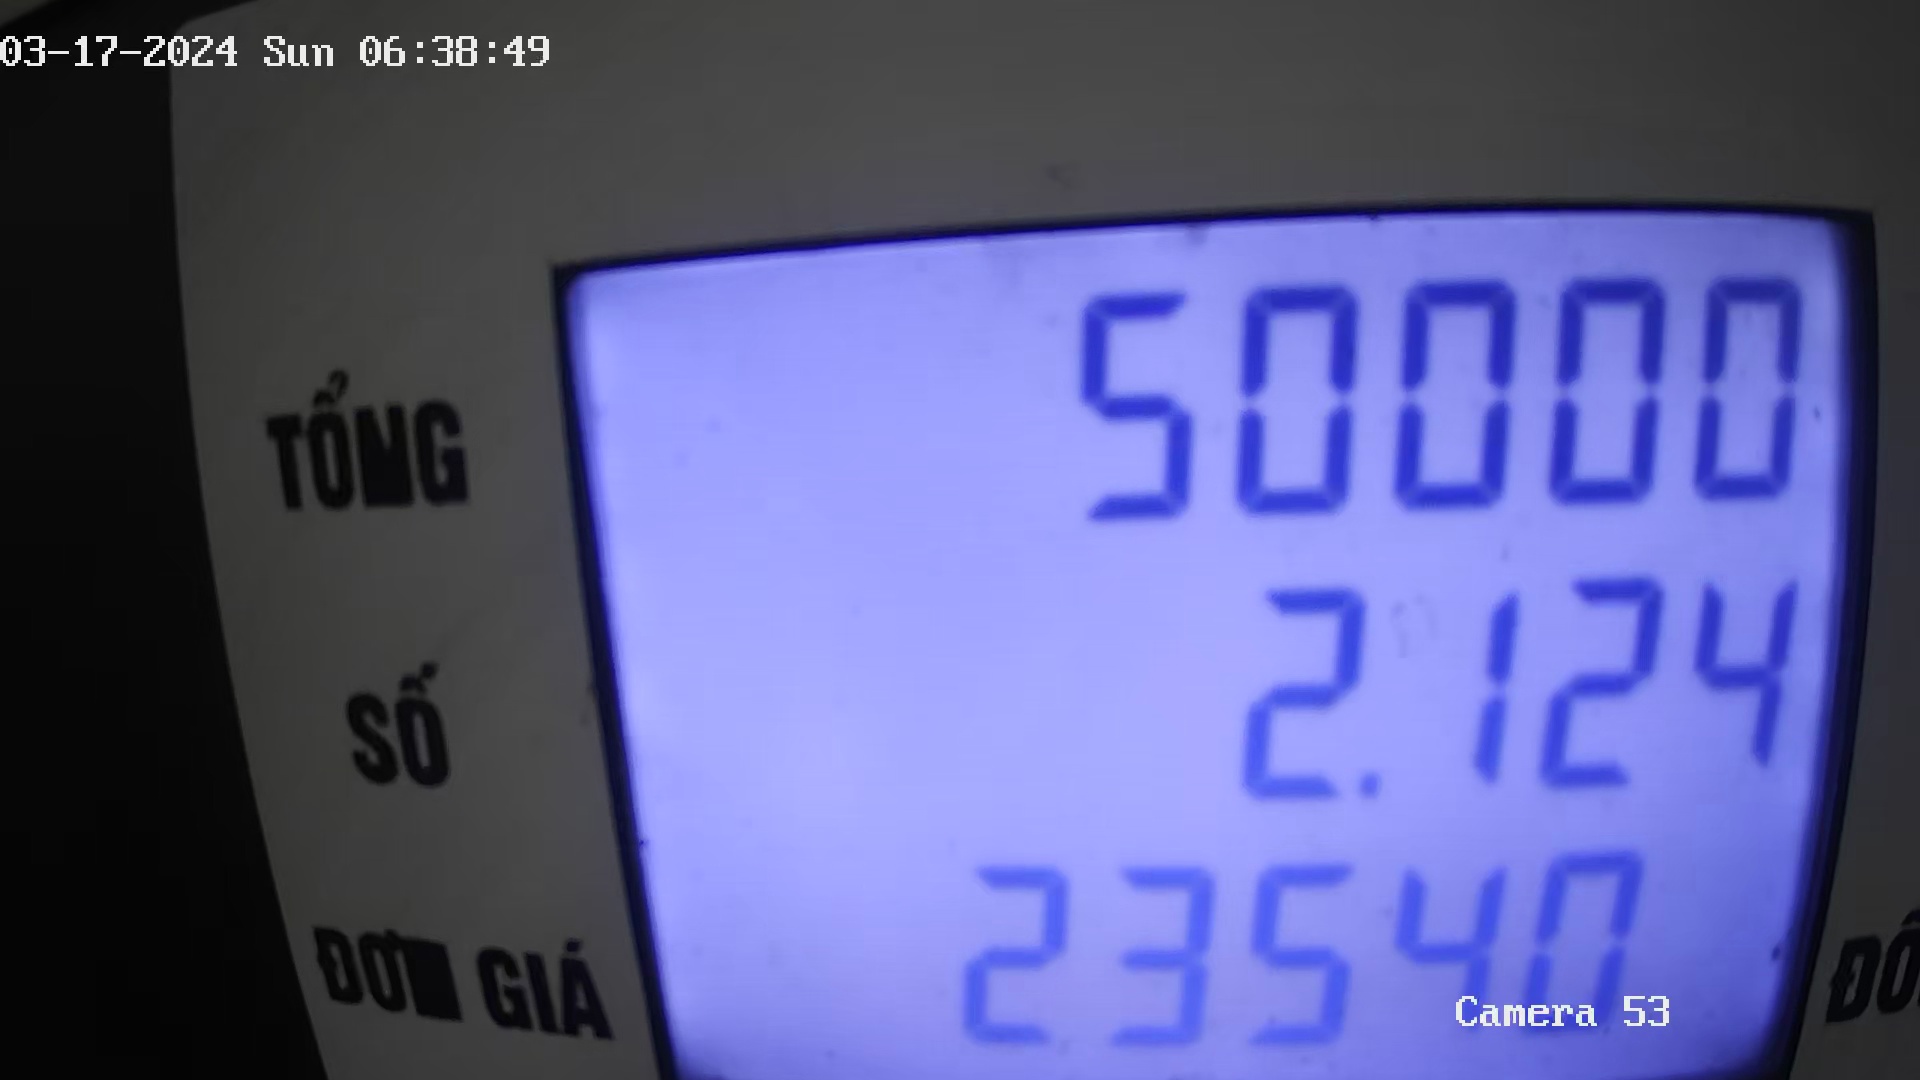 03-17-2024 Sun 06:38:49
TỔNG 50000
SỐ 2.124
ĐƠN GIÁ 23540
Camera 53